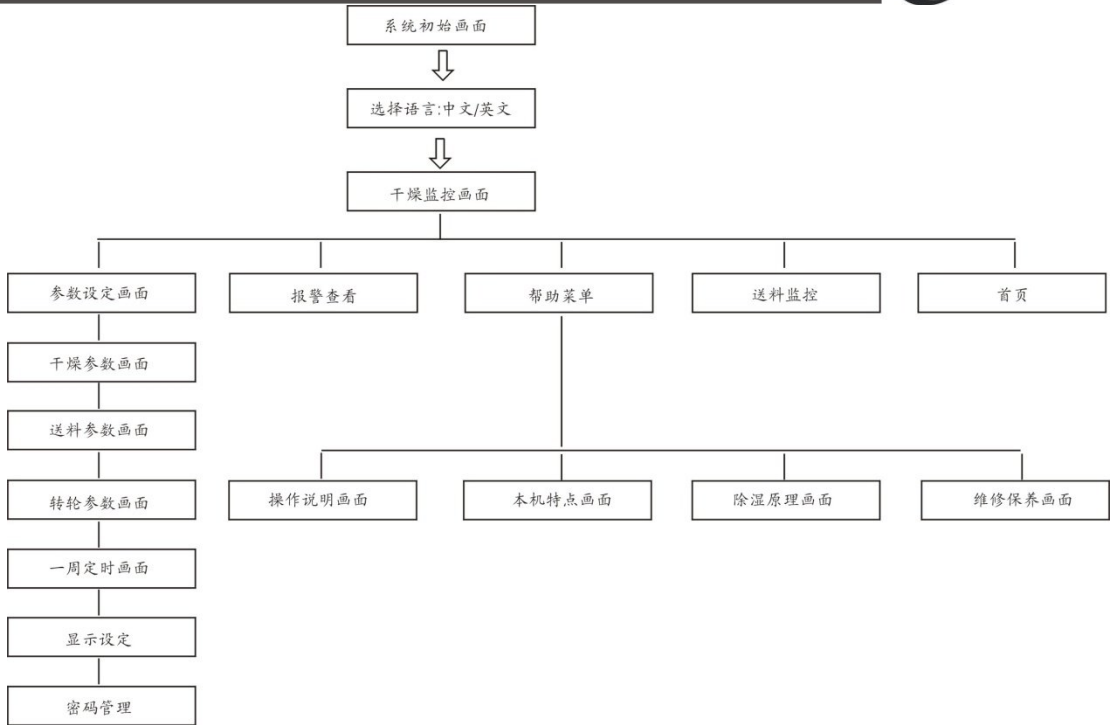 系统初始画面
选择语言:中文/英文
干燥监控画面
参数设定画面
报警查看
帮助菜单
送料监控
首页
干燥参数画面
送料参数画面
转轮参数画面
操作说明画面
本机特点画面
除湿原理画面
维修保养画面
一周定时画面
显示设定
密码管理